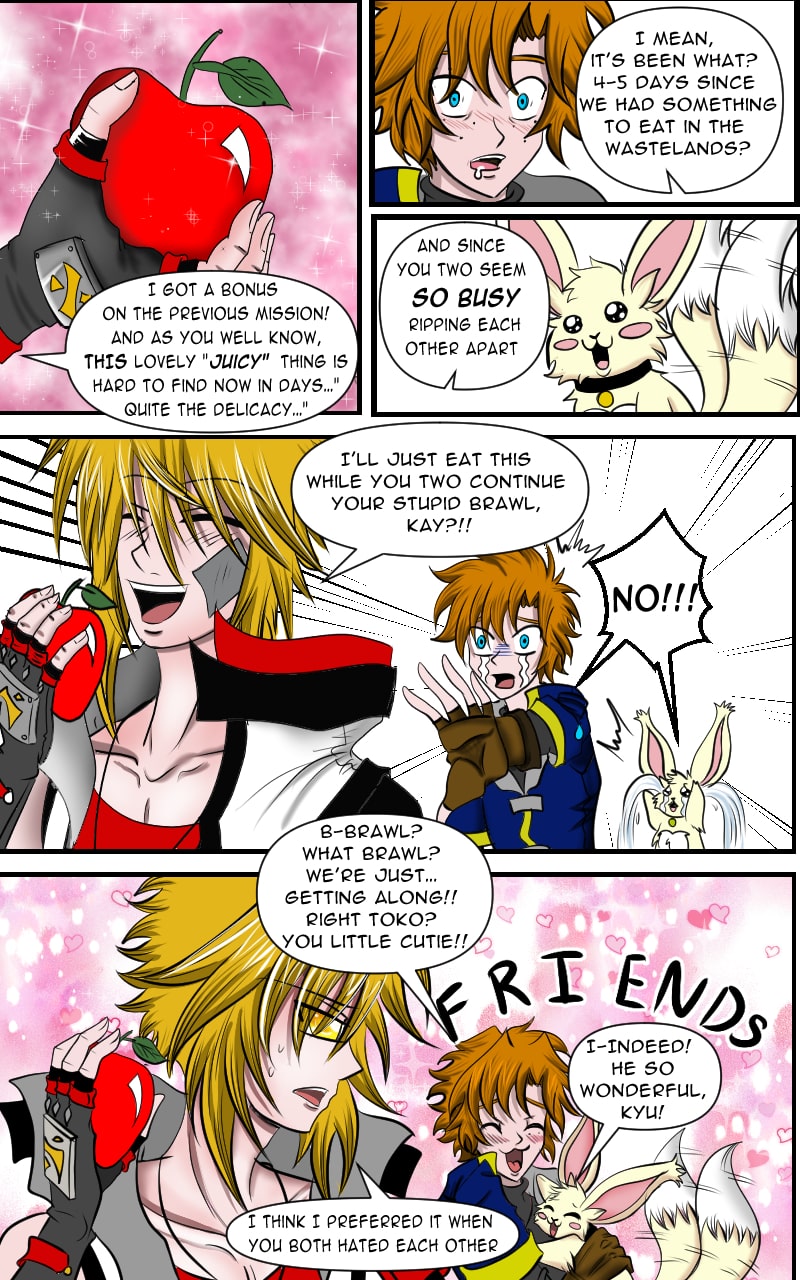 I GOT A BONUS
ON THE PREVIOUS MISSION!
AND AS YOU WELL KNOW,
THIS LOVELY "JUICY" THING IS
HARD TO FIND NOW IN DAYS..."
QUITE THE DELICACY..."
I MEAN,
IT'S BEEN WHAT?
4-5 DAYS SINCE
WE HAD SOMETHING
TO EAT IN THE
WASTELANDS?
AND SINCE
YOU TWO SEEM
SO BUSY
RIPPING EACH
OTHER APART
I'LL JUST EAT THIS
WHILE YOU TWO CONTINUE
YOUR STUPID BRAWL,
KAY?!!
NO!!!
B-BRAWL?
WHAT BRAWL?
WE'RE JUST...
GETTING ALONG!!
RIGHT TOKO?
YOU LITTLE CUTIE!!
FRIENDS
I-INDEED!
HE SO
WONDERFUL,
KYU!
I THINK I PREFERRED IT WHEN
YOU BOTH HATED EACH OTHER